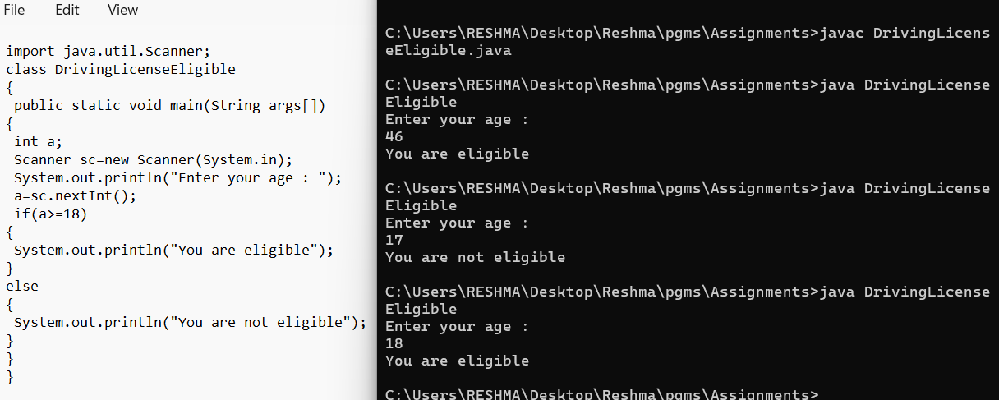 File Edit View
import java.util.Scanner;
class DrivingLicenseEligible
{
 public static void main(String args[])
{
 int a;
 Scanner sc=new Scanner(System.in);
 System.out.println("Enter your age : ");
 a=sc.nextInt();
 if(a>=18)
{
 System.out.println("You are eligible");
}
else
{
 System.out.println("You are not eligible");
}
}
}
C:\Users\RESHMA\Desktop\Reshma\pgms\Assignments>javac DrivingLicens
eEligible.java
C:\Users\RESHMA\Desktop\Reshma\pgms\Assignments>java DrivingLicense
Eligible
Enter your age :
46
You are eligible
C:\Users\RESHMA\Desktop\Reshma\pgms\Assignments>java DrivingLicense
Eligible
Enter your age :
17
You are not eligible
C:\Users\RESHMA\Desktop\Reshma\pgms\Assignments>java DrivingLicense
Eligible
Enter your age :
18
You are eligible
C:\Users\RESHMA\Desktop\Reshma\pgms\Assignments>